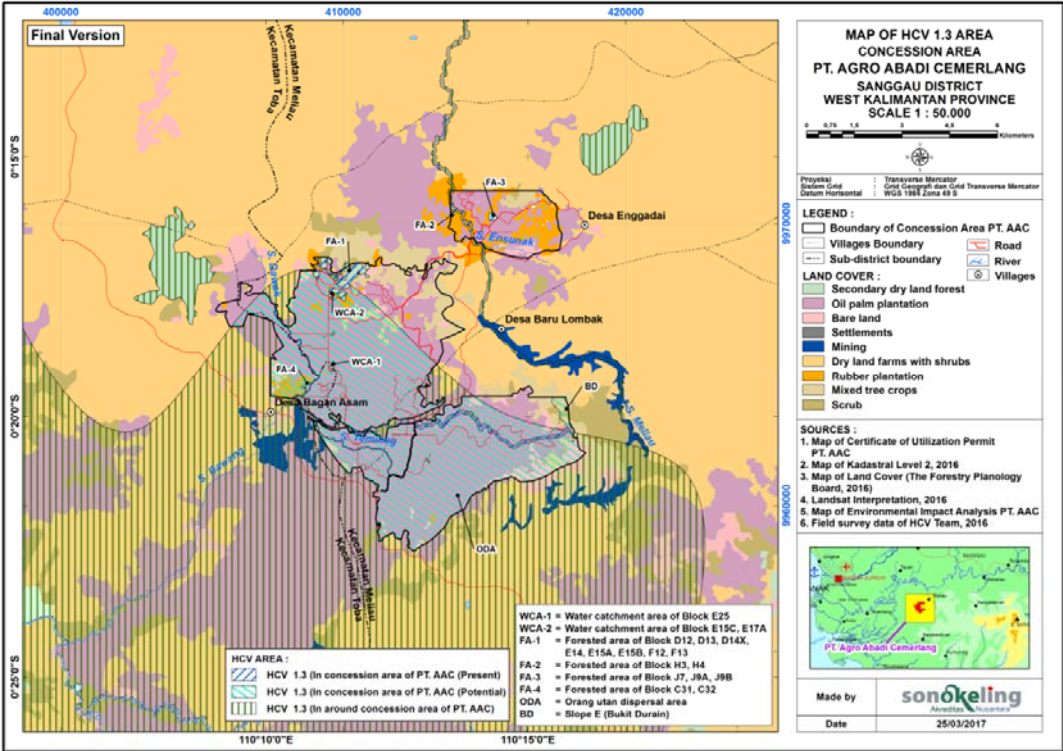 400000
410000
420000
Final Version
Kecamatan Meliau
Kecamatan Toba
0°15'0"S
0°20'0"S
0°25'0"S
9970000
9960000
FA-3
FA-2
Desa Enggadai
S. Ensunak
FA-1
WCA-2
Desa Baru Lombak
WCA-1
FA-4
BD
Desa Bagan Asam
S. Meliau
S. Bawang
ODA
Kecamatan Meliau
Kecamatan Toba
110°10'0"E
110°15'0"E
HCV AREA :
HCV 1.3 (In concession area of PT. AAC (Present)
HCV 1.3 (In concession area of PT. AAC (Potential)
HCV 1.3 (In around concession area of PT. AAC)
WCA-1 = Water catchment area of Block E25
WCA-2 = Water catchment area of Block E15C, E17A
FA-1 = Forested area of Block D12, D13, D14X,
E14, E15A, E15B, F12, F13
FA-2 = Forested area of Block H3, H4
FA-3 = Forested area of Block J7, J9A, J9B
FA-4 = Forested area of Block C31, C32
ODA = Orang utan dispersal area
BD = Slope E (Bukit Durain)
MAP OF HCV 1.3 AREA
CONCESSION AREA
PT. AGRO ABADI CEMERLANG
SANGGAU DISTRICT
WEST KALIMANTAN PROVINCE
SCALE 1 : 50.000
0 0,75 1,5 3 4,5 6
Kilometers
Proyeksi : Transverse Mercator
Sistem Grid : Grid Geografi dan Grid Transverse Mercator
Datum Horisontal : WGS 1984 Zona 49 S
LEGEND :
Boundary of Concession Area PT. AAC
Villages Boundary
Road
Sub-district boundary
River
Villages
LAND COVER :
Secondary dry land forest
Oil palm plantation
Bare land
Settlements
Mining
Dry land farms with shrubs
Rubber plantation
Mixed tree crops
Scrub
SOURCES :
1. Map of Certificate of Utilization Permit
PT. AAC
2. Map of Kadastral Level 2, 2016
3. Map of Land Cover (The Forestry Planology
Board, 2016)
4. Landsat Interpretation, 2016
5. Map of Environmental Impact Analysis PT. AAC
6. Field survey data of HCV Team, 2016
PT. Agro Abadi Cemerlang
Made by
sonokeling
Akreditas Nusantara
Date
25/03/2017